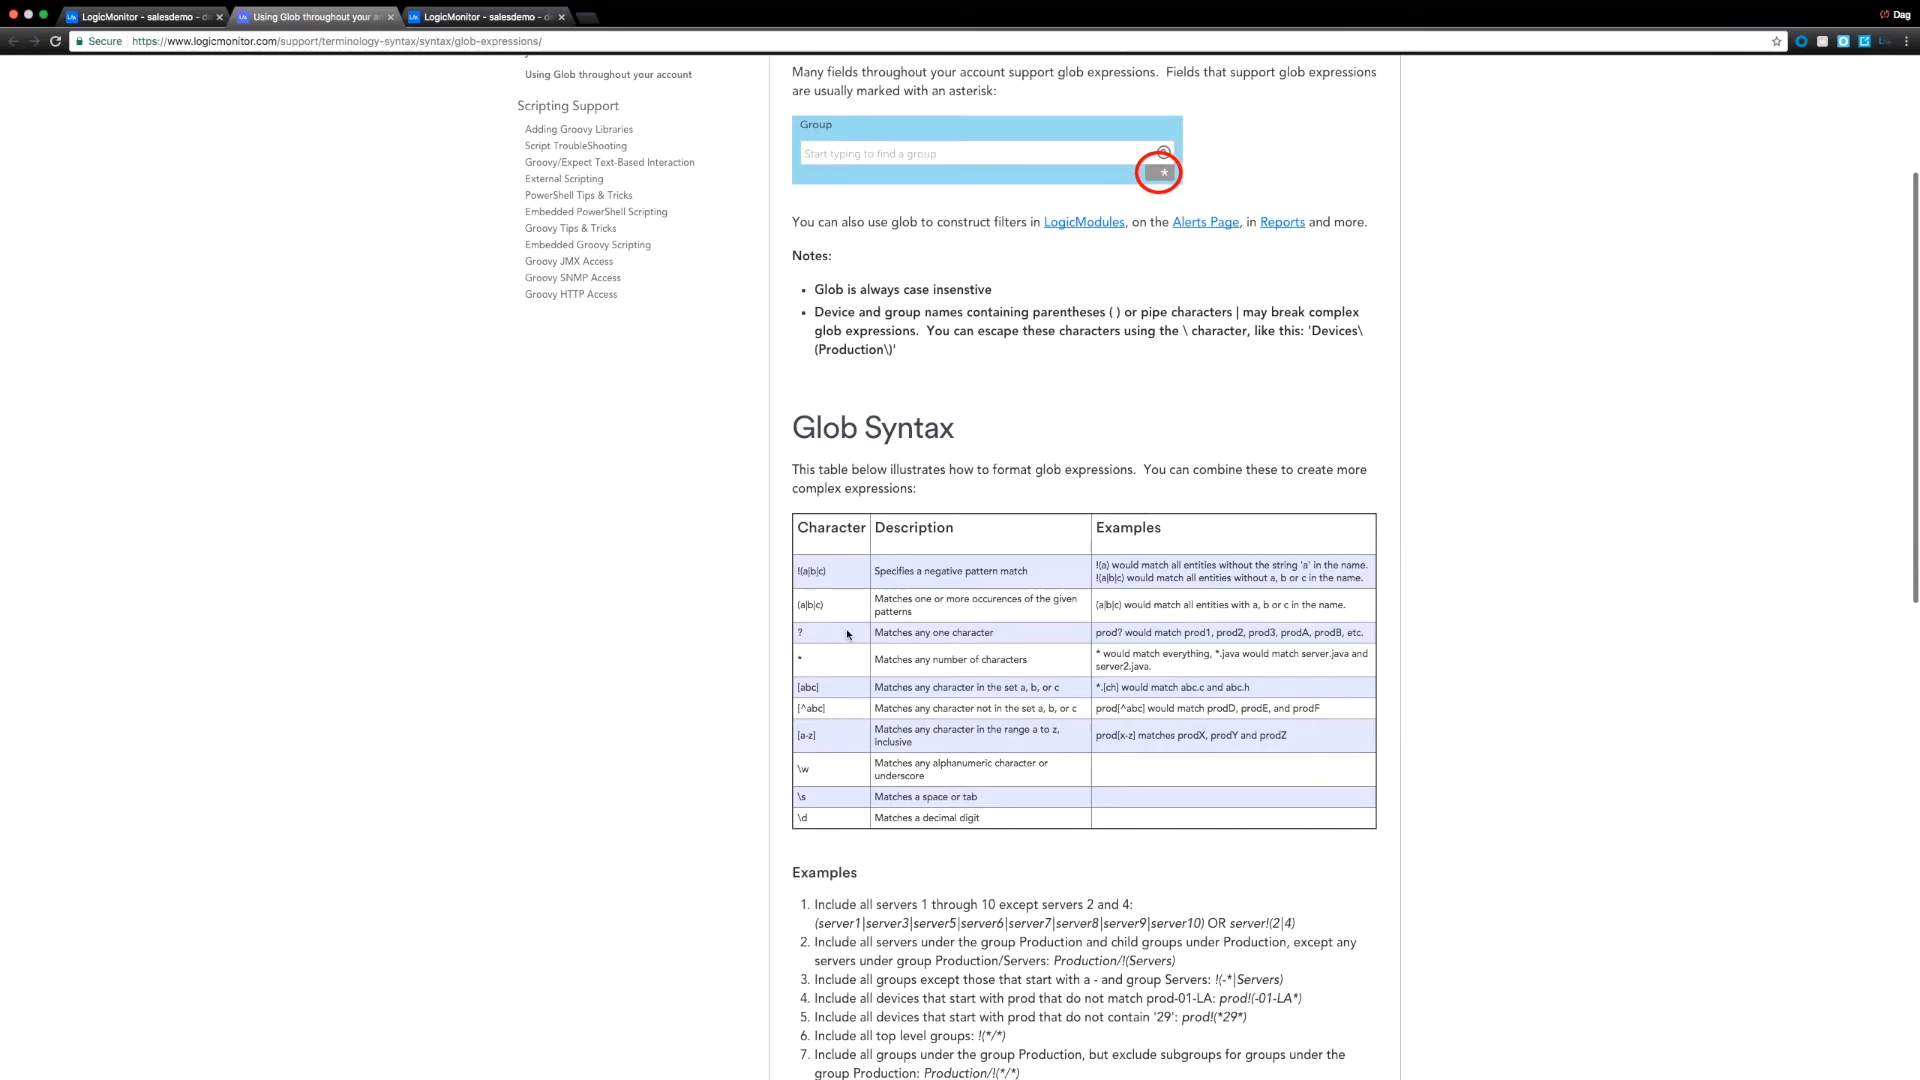 LogicMonitor - salesdemo - d
Using Glob throughout your a
LogicMonitor - salesdemo - d
Dag
Secure
https://www.logicmonitor.com/support/terminology-syntax/syntax/glob-expressions/
Using Glob throughout your account
Scripting Support
Adding Groovy Libraries
Script TroubleShooting
Groovy/Expect Text-Based Interaction
External Scripting
PowerShell Tips & Tricks
Embedded PowerShell Scripting
Groovy Tips & Tricks
Embedded Groovy Scripting
Groovy JMX Access
Groovy SNMP Access
Groovy HTTP Access
Many fields throughout your account support glob expressions. Fields that support glob expressions
are usually marked with an asterisk:
Group
Start typing to find a group
*
You can also use glob to construct filters in LogicModules, on the Alerts Page, in Reports and more.
Notes:
• Glob is always case insenstive
• Device and group names containing parentheses ( ) or pipe characters | may break complex
glob expressions. You can escape these characters using the \ character, like this: 'Devices\
(Production\)'
Glob Syntax
This table below illustrates how to format glob expressions. You can combine these to create more
complex expressions:
Character Description Examples
!(a|b|c) Specifies a negative pattern match !(a) would match all entities without the string 'a' in the name.
!(a|b|c) would match all entities without a, b or c in the name.
(a|b|c) Matches one or more occurences of the given
patterns
(a|b|c) would match all entities with a, b or c in the name.
? Matches any one character prod? would match prod1, prod2, prod3, prodA, prodB, etc.
* Matches any number of characters * would match everything, *.java would match server.java and
server2.java.
[abc] Matches any character in the set a, b, or c *.[ch] would match abc.c and abc.h
[^abc] Matches any character not in the set a, b, or c prod[^abc] would match prodD, prodE, and prodF
[a-z] Matches any character in the range a to z,
inclusive
prod[x-z] matches prodX, prodY and prodZ
\w Matches any alphanumeric character or
underscore
\s Matches a space or tab
\d Matches a decimal digit
Examples
1. Include all servers 1 through 10 except servers 2 and 4:
(server1|server3|server5|server6|server7|server8|server9|server10) OR server!(2|4)
2. Include all servers under the group Production and child groups under Production, except any
servers under group Production/Servers: Production/!(Servers)
3. Include all groups except those that start with a - and group Servers: !(-*|Servers)
4. Include all devices that start with prod that do not match prod-01-LA: prod!(-01-LA*)
5. Include all devices that start with prod that do not contain '29': prod!(*29*)
6. Include all top level groups: !(*/*)
7. Include all groups under the group Production, but exclude subgroups for groups under the
group Production: Production/!(*/*)